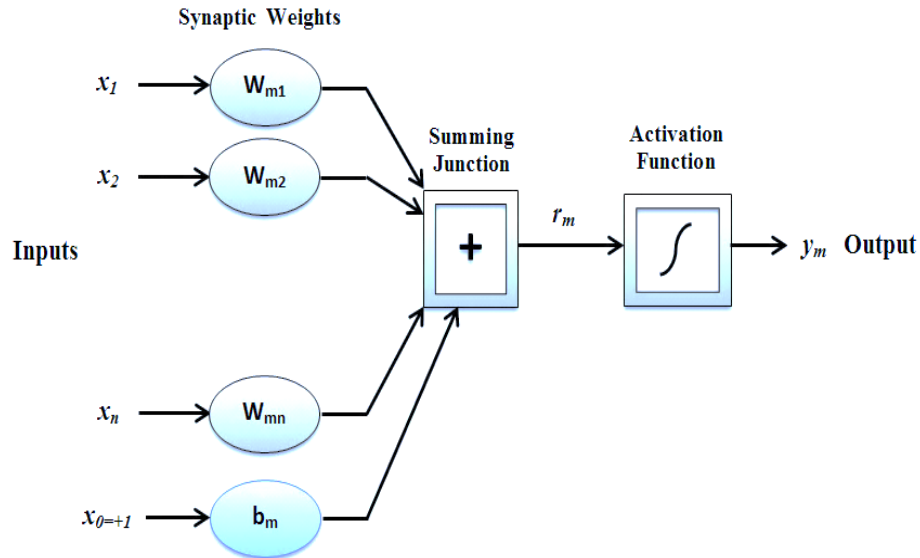 Synaptic Weights
x1
Wm1
x2
Wm2
Summing
Junction
Activation
Function
Inputs
+
rm
ym Output
xn
Wmn
x0=+1
bm